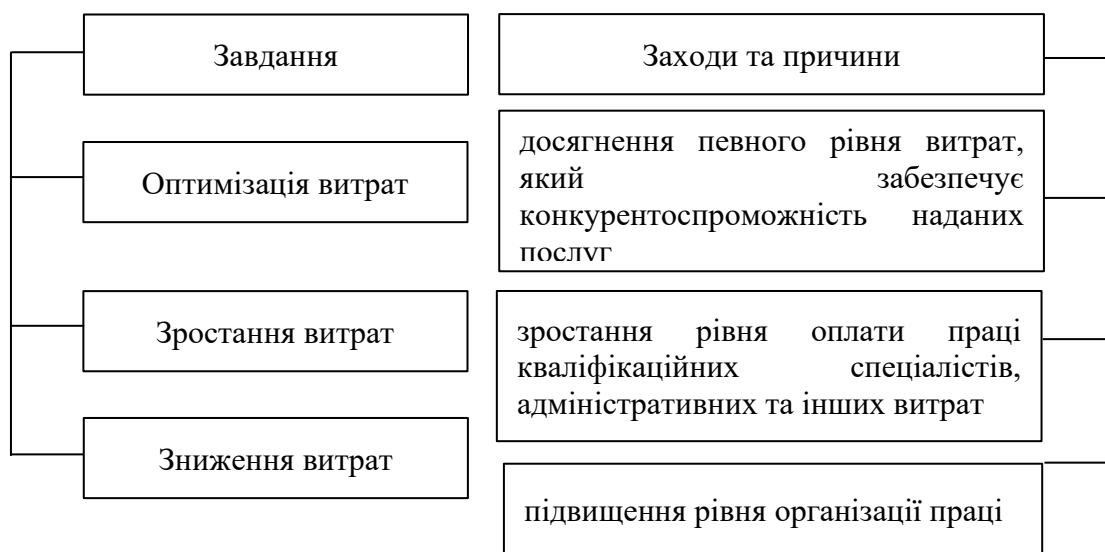 Завдання
Заходи та причини
Оптимізація витрат
досягнення певного рівня витрат,
який забезпечує
конкурентоспроможність наданих
послуг
Зростання витрат
зростання рівня оплати праці
кваліфікаційних спеціалістів,
адміністративних та інших витрат
Зниження витрат
підвищення рівня організації праці